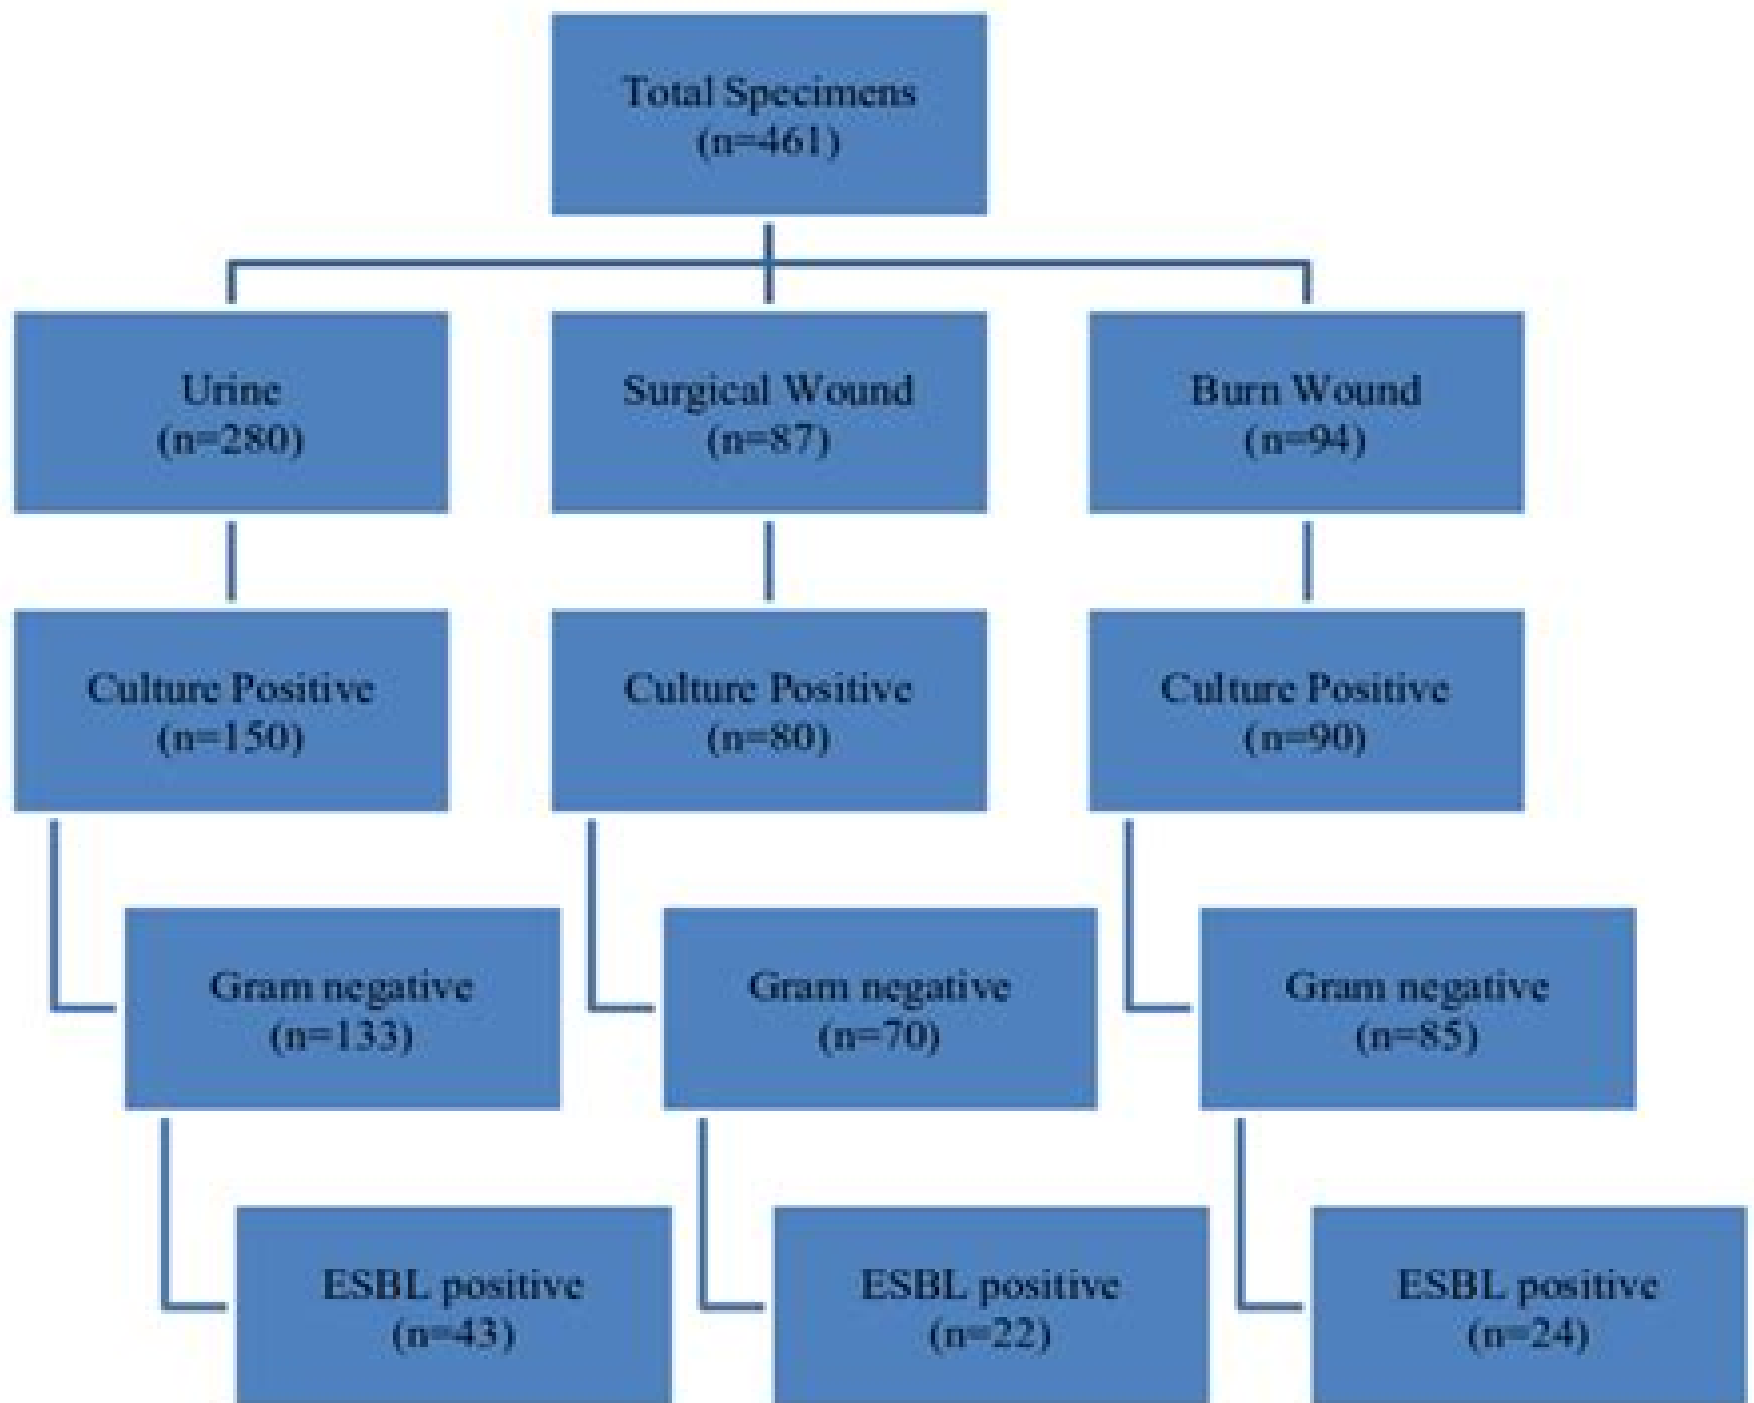 Total Specimens
(n=461)
Urine
(n=280)
Surgical Wound
(n=87)
Burn Wound
(n=94)
Culture Positive
(n=150)
Culture Positive
(n=80)
Culture Positive
(n=90)
Gram negative
(n=133)
Gram negative
(n=70)
Gram negative
(n=85)
ESBL positive
(n=43)
ESBL positive
(n=22)
ESBL positive
(n=24)